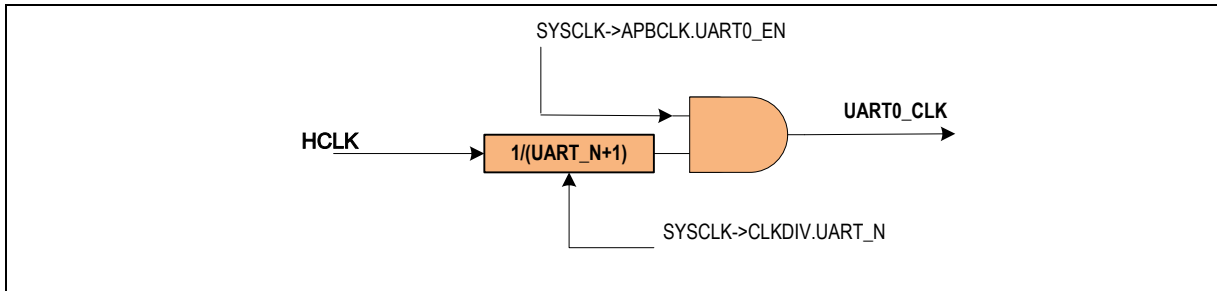 SYSCLK->APBCLK.UART0_EN
UART0_CLK
HCLK
1/(UART_N+1)
SYSCLK->CLKDIV.UART_N